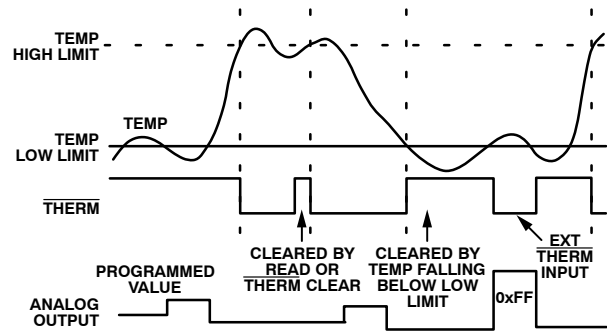 TEMP
HIGH LIMIT
TEMP
TEMP
LOW LIMIT
THERM
CLEARED BY
READ OR
THERM CLEAR
CLEARED BY
TEMP FALLING
BELOW LOW
LIMIT
EXT
THERM
INPUT
PROGRAMMED
VALUE
0xFF
ANALOG
OUTPUT